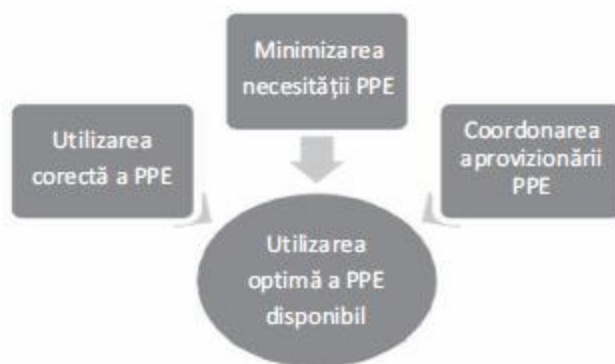 Minimizarea
necesității PPE
Utilizarea
corectă a PPE
Coordonarea
aprovizionării
PPE
Utilizarea
optimă a PPE
disponibil